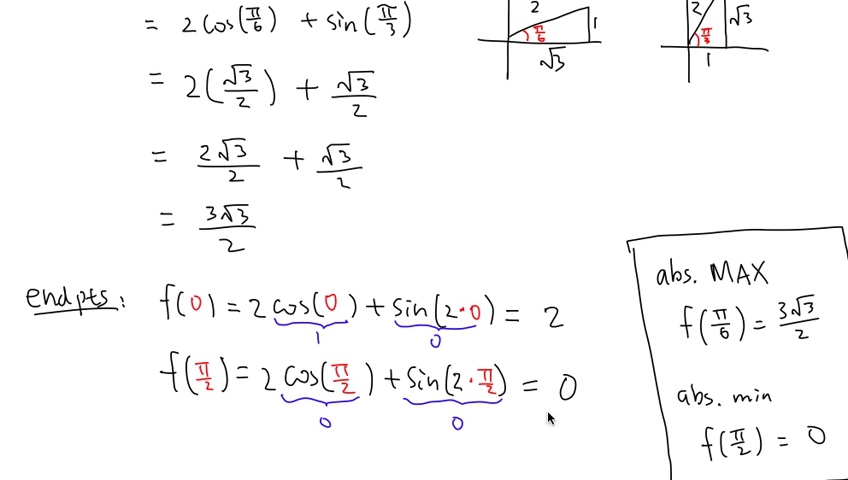 = 2cos(π/6) + sin(π/3)
2 1 π/6 √3
2 √3 π/3 1
= 2(√3/2) + √3/2
= 2√3/2 + √3/2
= 3√3/2
endpts: f(0) = 2cos(0) + sin(2·0) = 2
1 0
f(π/2) = 2cos(π/2) + sin(2·π/2) = 0
0 0
abs. MAX
f(π/6) = 3√3/2
abs. min
f(π/2) = 0